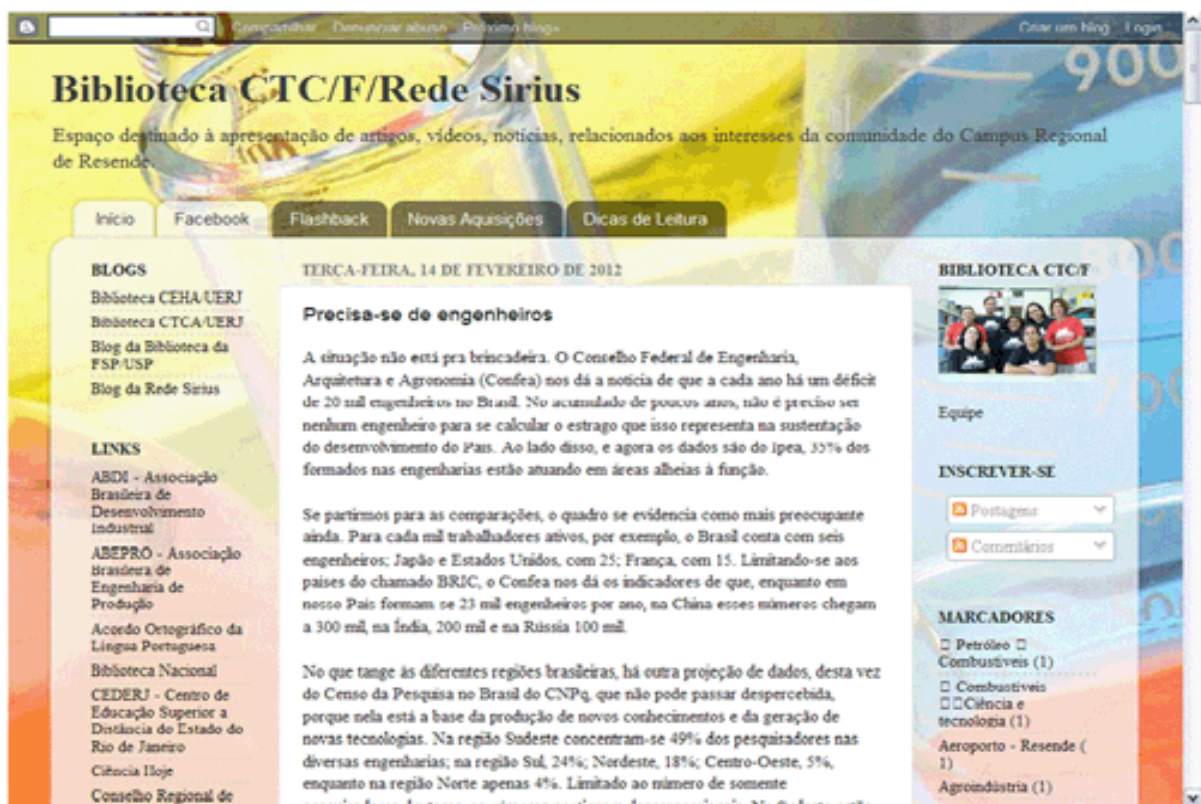 Compartilhar Denunciar abuso Próximo blog»
Criar um blog Login
900
Biblioteca CTC/F/Rede Sirius
Espaço destinado à apresentação de artigos, vídeos, notícias, relacionados aos interesses da comunidade do Campus Regional
de Resende.
Início Facebook Flashback Novas Aquisições Dicas de Leitura
BLOGS
Biblioteca CEHA/UERJ
Biblioteca CTCA/UERJ
Blog da Biblioteca da
FSP/USP
Blog da Rede Sirius
LINKS
ABDI - Associação
Brasileira de
Desenvolvimento
Industrial
ABEPRO - Associação
Brasileira de
Engenharia de
Produção
Acordo Ortográfico da
Língua Portuguesa
Biblioteca Nacional
CEDERJ - Centro de
Educação Superior a
Distância do Estado do
Rio de Janeiro
Ciência Hoje
Conselho Regional de
TERÇA-FEIRA, 14 DE FEVEREIRO DE 2012
Precisa-se de engenheiros
A situação não está pra brincadeira. O Conselho Federal de Engenharia,
Arquitetura e Agronomia (Confea) nos dá a notícia de que a cada ano há um déficit
de 20 mil engenheiros no Brasil. No acumulado de poucos anos, não é preciso ser
nenhum engenheiro para se calcular o estrago que isso representa na sustentação
do desenvolvimento do País. Ao lado disso, e agora os dados são do Ipea, 35% dos
formados nas engenharias estão atuando em áreas alheias à função.
Se partirmos para as comparações, o quadro se evidencia como mais preocupante
ainda. Para cada mil trabalhadores ativos, por exemplo, o Brasil conta com seis
engenheiros; Japão e Estados Unidos, com 25; França, com 15. Limitando-se aos
países do chamado BRIC, o Confea nos dá os indicadores de que, enquanto em
nosso País formam se 23 mil engenheiros por ano, na China esses números chegam
a 300 mil, na Índia, 200 mil e na Rússia 100 mil.
No que tange às diferentes regiões brasileiras, há outra projeção de dados, desta vez
do Censo da Pesquisa no Brasil do CNPq, que não pode passar despercebida,
porque nela está a base da produção de novos conhecimentos e da geração de
novas tecnologias. Na região Sudeste concentram-se 49% dos pesquisadores nas
diversas engenharias; na região Sul, 24%; Nordeste, 18%; Centro-Oeste, 5%,
enquanto na região Norte apenas 4%. Limitado ao número de somente
BIBLIOTECA CTC/F
Equipe
INSCREVER-SE
Postagens
Comentários
MARCADORES
Petróleo
Combustíveis (1)
Combustíveis
Ciência e
tecnologia (1)
Aeroporto - Resende (
1)
Agroindústria (1)